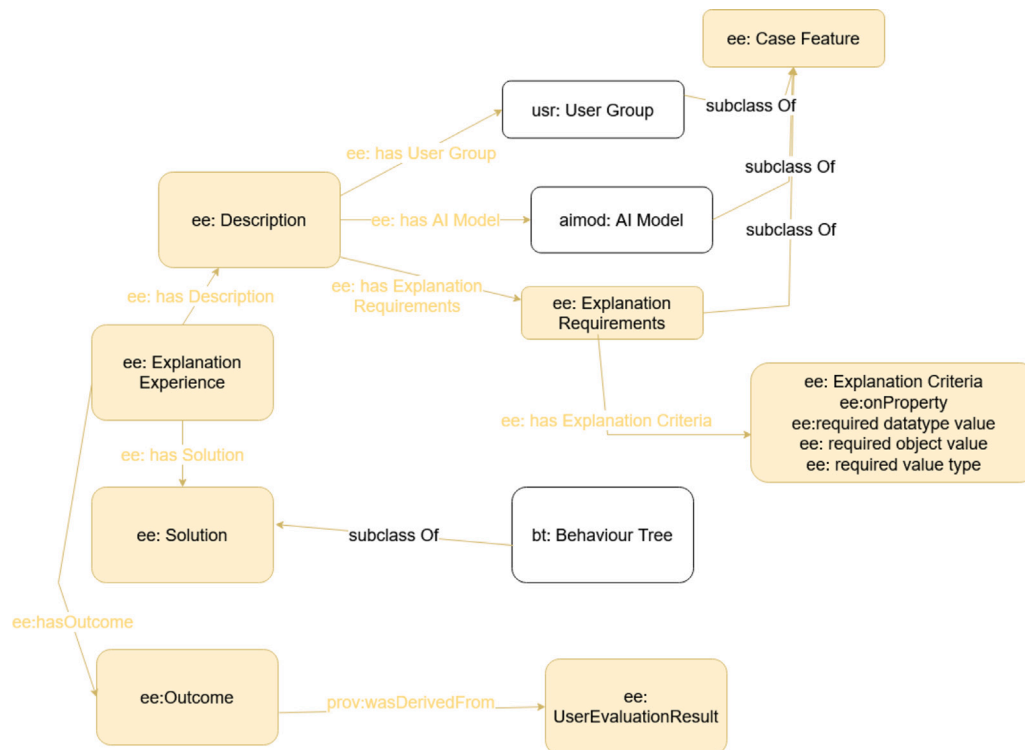 ee: Case Feature
usr: User Group
subclass Of
ee: has User Group
subclass Of
ee: Description
ee: has AI Model
aimod: AI Model
subclass Of
ee: has Explanation
Requirements
ee: has Description
ee: Explanation
Requirements
ee: Explanation
Experience
ee: Explanation Criteria
ee:onProperty
ee:required datatype value
ee: required object value
ee: required value type
ee: has Explanation Criteria
ee: has Solution
ee: Solution
subclass Of
bt: Behaviour Tree
ee:hasOutcome
ee:Outcome
prov:wasDerivedFrom
ee:
UserEvaluationResult